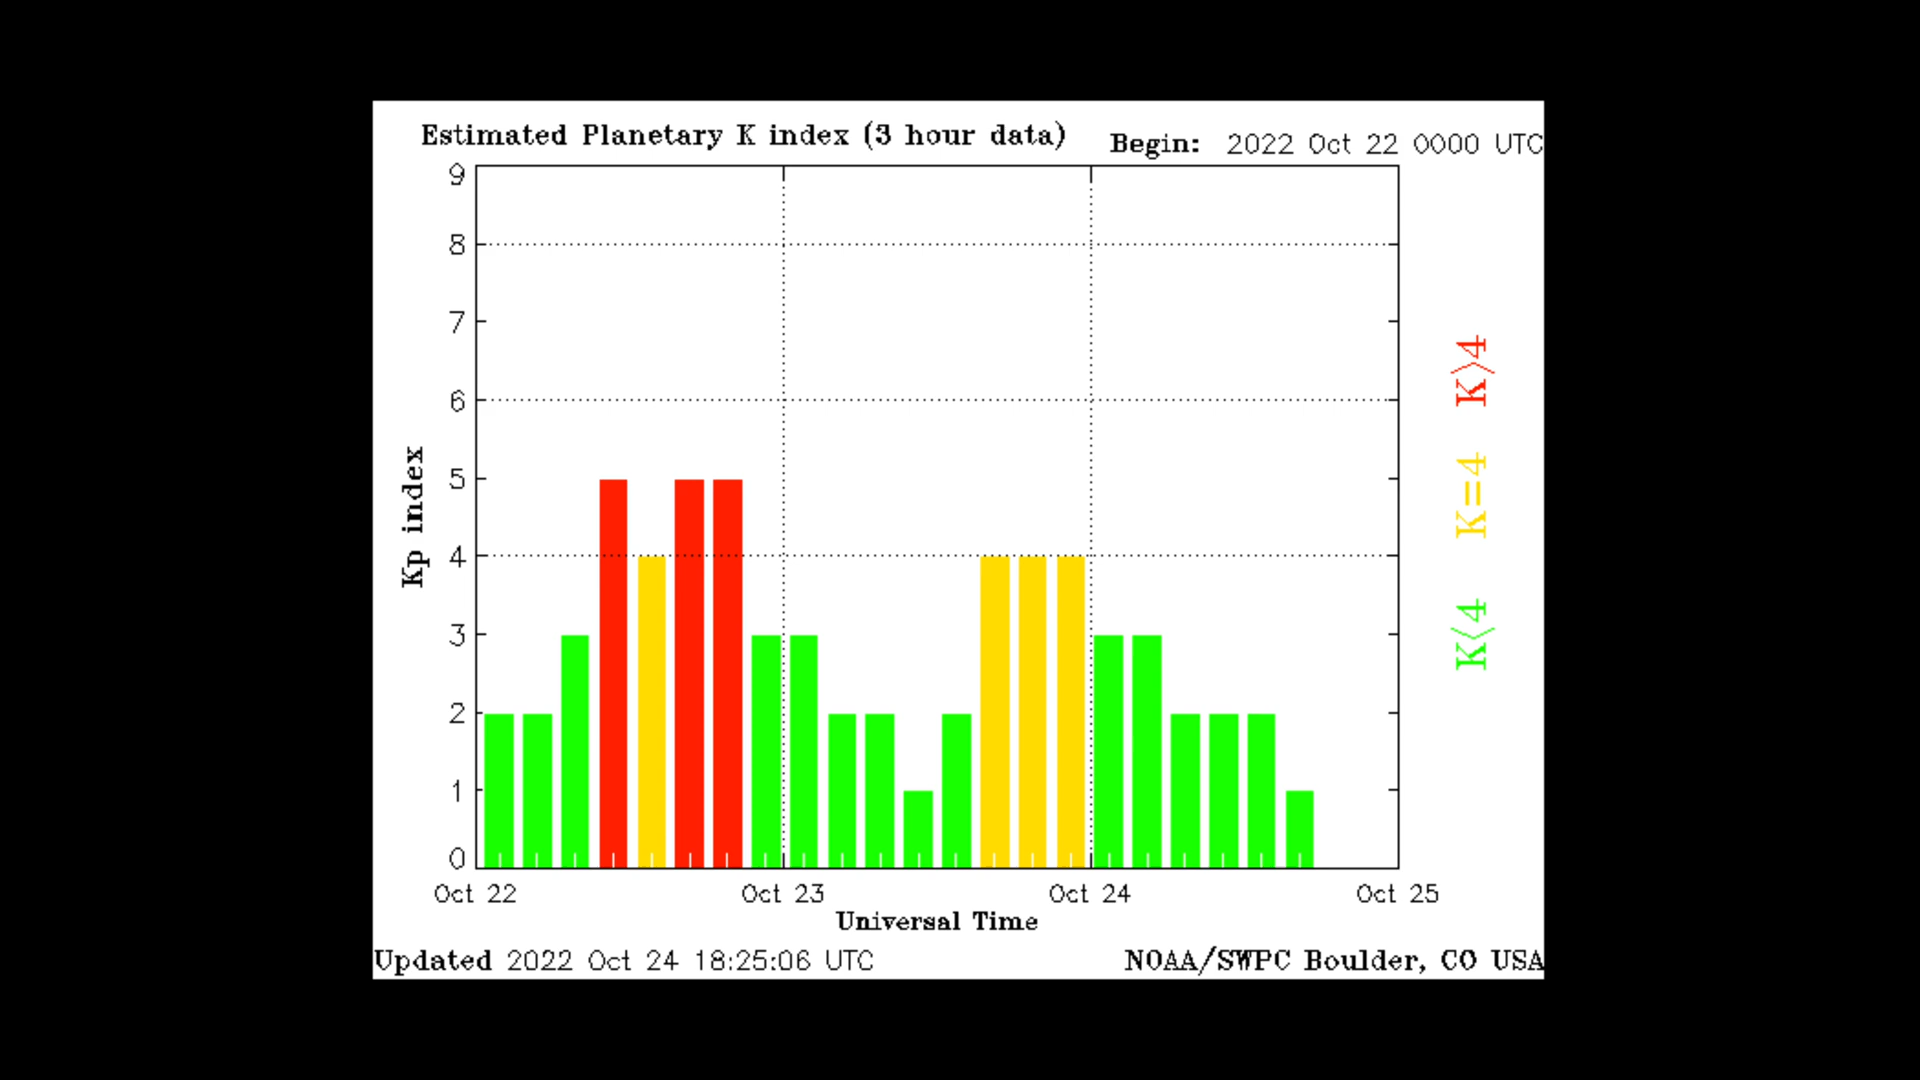 Estimated Planetary K index (3 hour data)
Begin: 2022 Oct 22 0000 UTC
9
8
7
6
5
4
3
2
1
0
Kp index
K>4
K=4
K<4
Oct 22
Oct 23
Oct 24
Oct 25
Universal Time
Updated 2022 Oct 24 18:25:06 UTC
NOAA/SWPC Boulder, CO USA